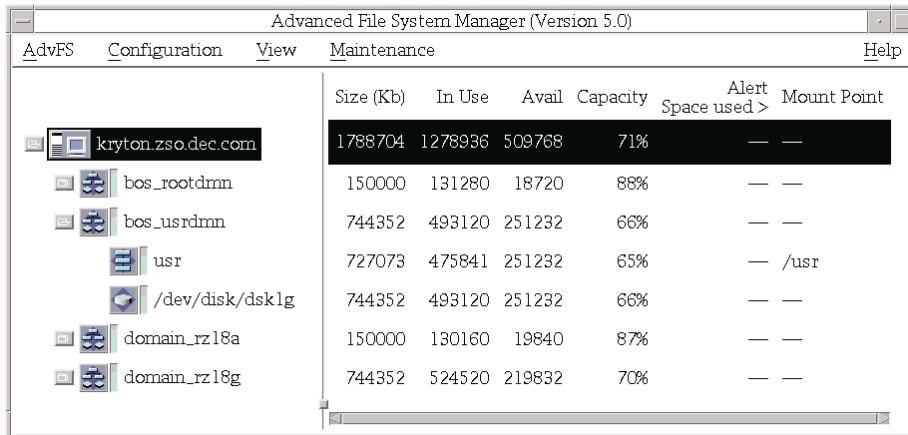 Advanced File System Manager (Version 5.0)
AdvFS Configuration View Maintenance Help
Size (Kb) In Use Avail Capacity Alert Space used > Mount Point
kryton.zso.dec.com 1788704 1278936 509768 71% — —
bos_rootdmn 150000 131280 18720 88% — —
bos_usrdmn 744352 493120 251232 66% — —
usr 727073 475841 251232 65% — /usr
/dev/disk/dsk1g 744352 493120 251232 66% — —
domain_rz18a 150000 130160 19840 87% — —
domain_rz18g 744352 524520 219832 70% — —